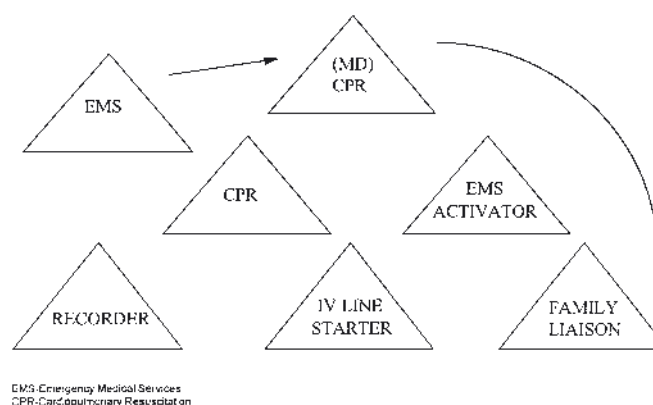 (MD)
CPR
EMS
CPR
EMS
ACTIVATOR
RECORDER
IV LINE
STARTER
FAMILY
LIAISON
EMS-Emergency Medical Services
CPR-Cardiopulmonary Resuscitation